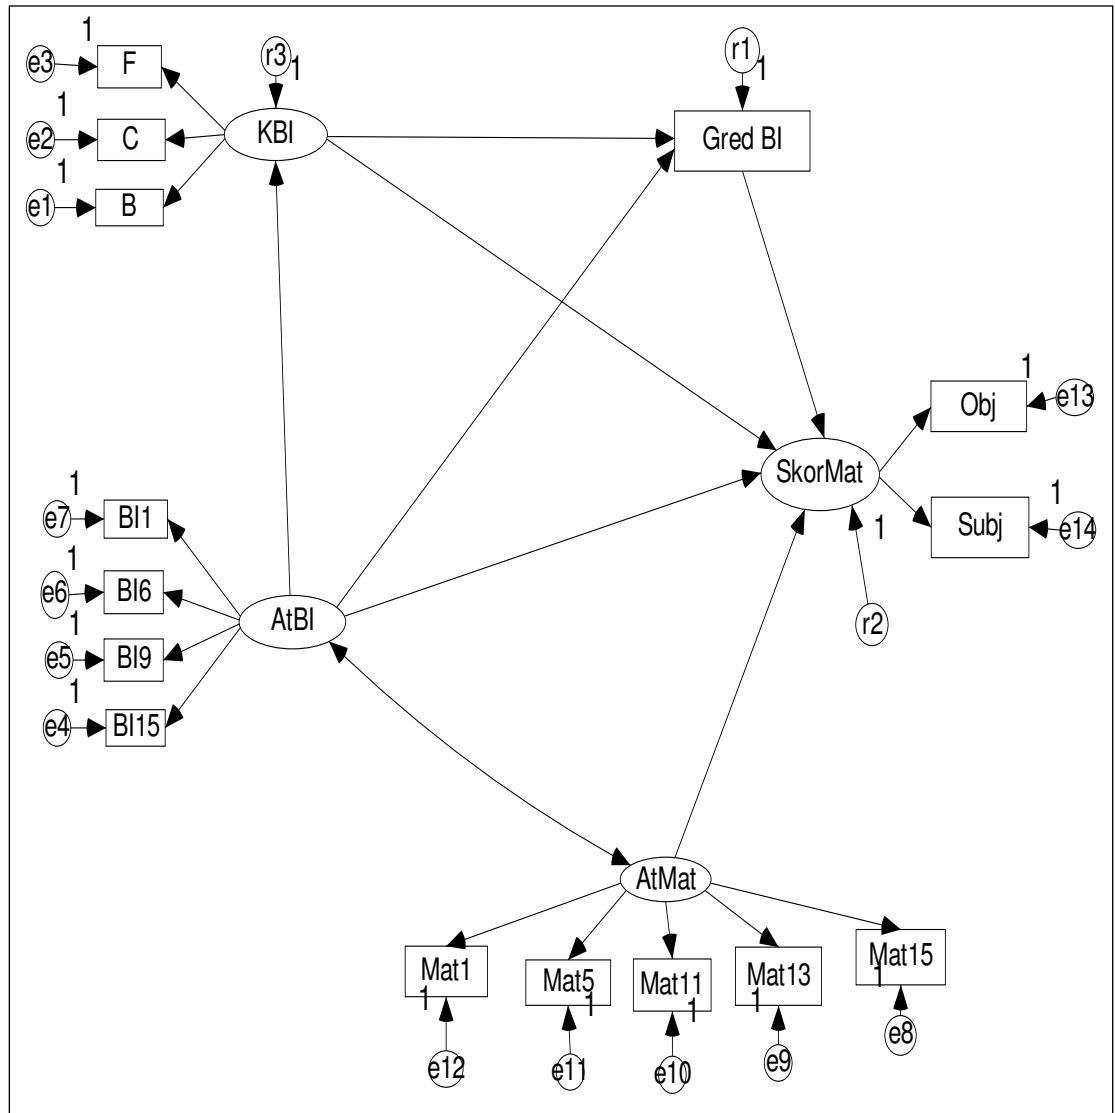 1
e3
F
r3
1
r1
1
1
e2
C
KBI
Gred BI
1
e1
B
1
Obj
e13
SkorMat
1
Subj
e14
1
1
e7
BI1
1
e6
BI6
AtBI
r2
1
e5
BI9
1
e4
BI15
AtMat
Mat1
1
Mat5
1
Mat11
1
Mat13
1
Mat15
1
e12
e11
e10
e9
e8